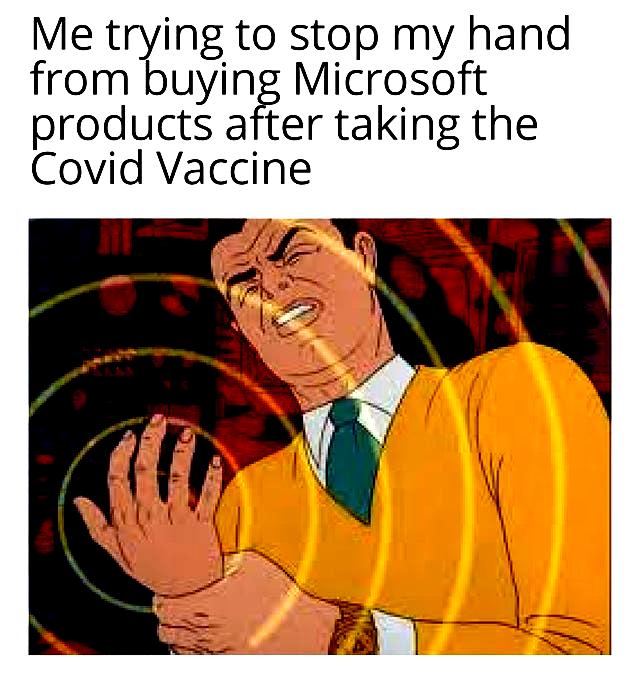 Me trying to stop my hand
from buying Microsoft
products after taking the
Covid Vaccine